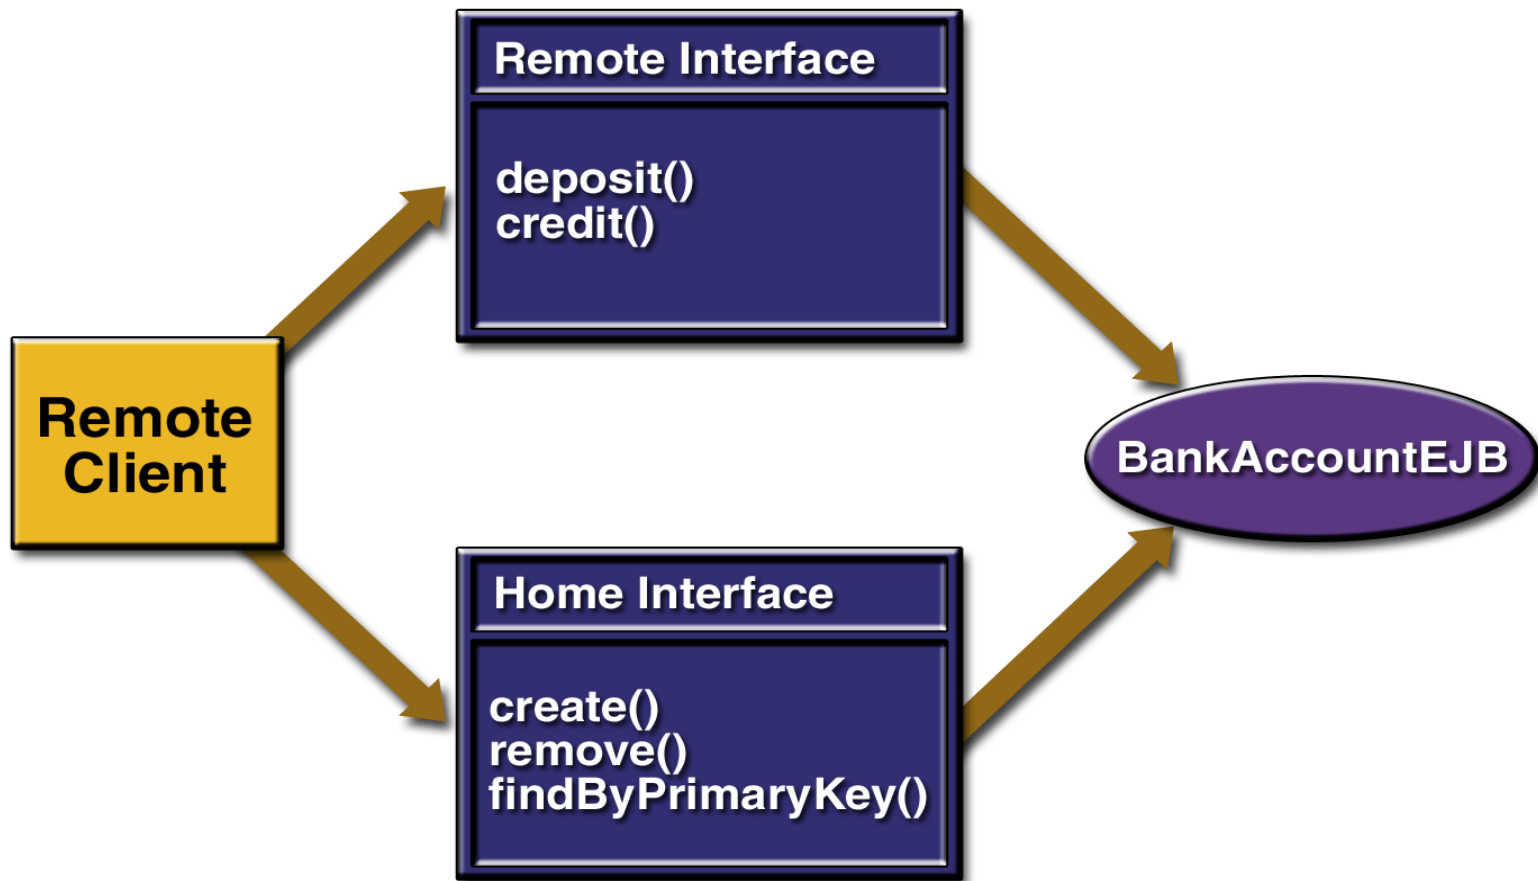 Remote Interface
deposit()
credit()
Remote
Client
BankAccountEJB
Home Interface
create()
remove()
findByPrimaryKey()